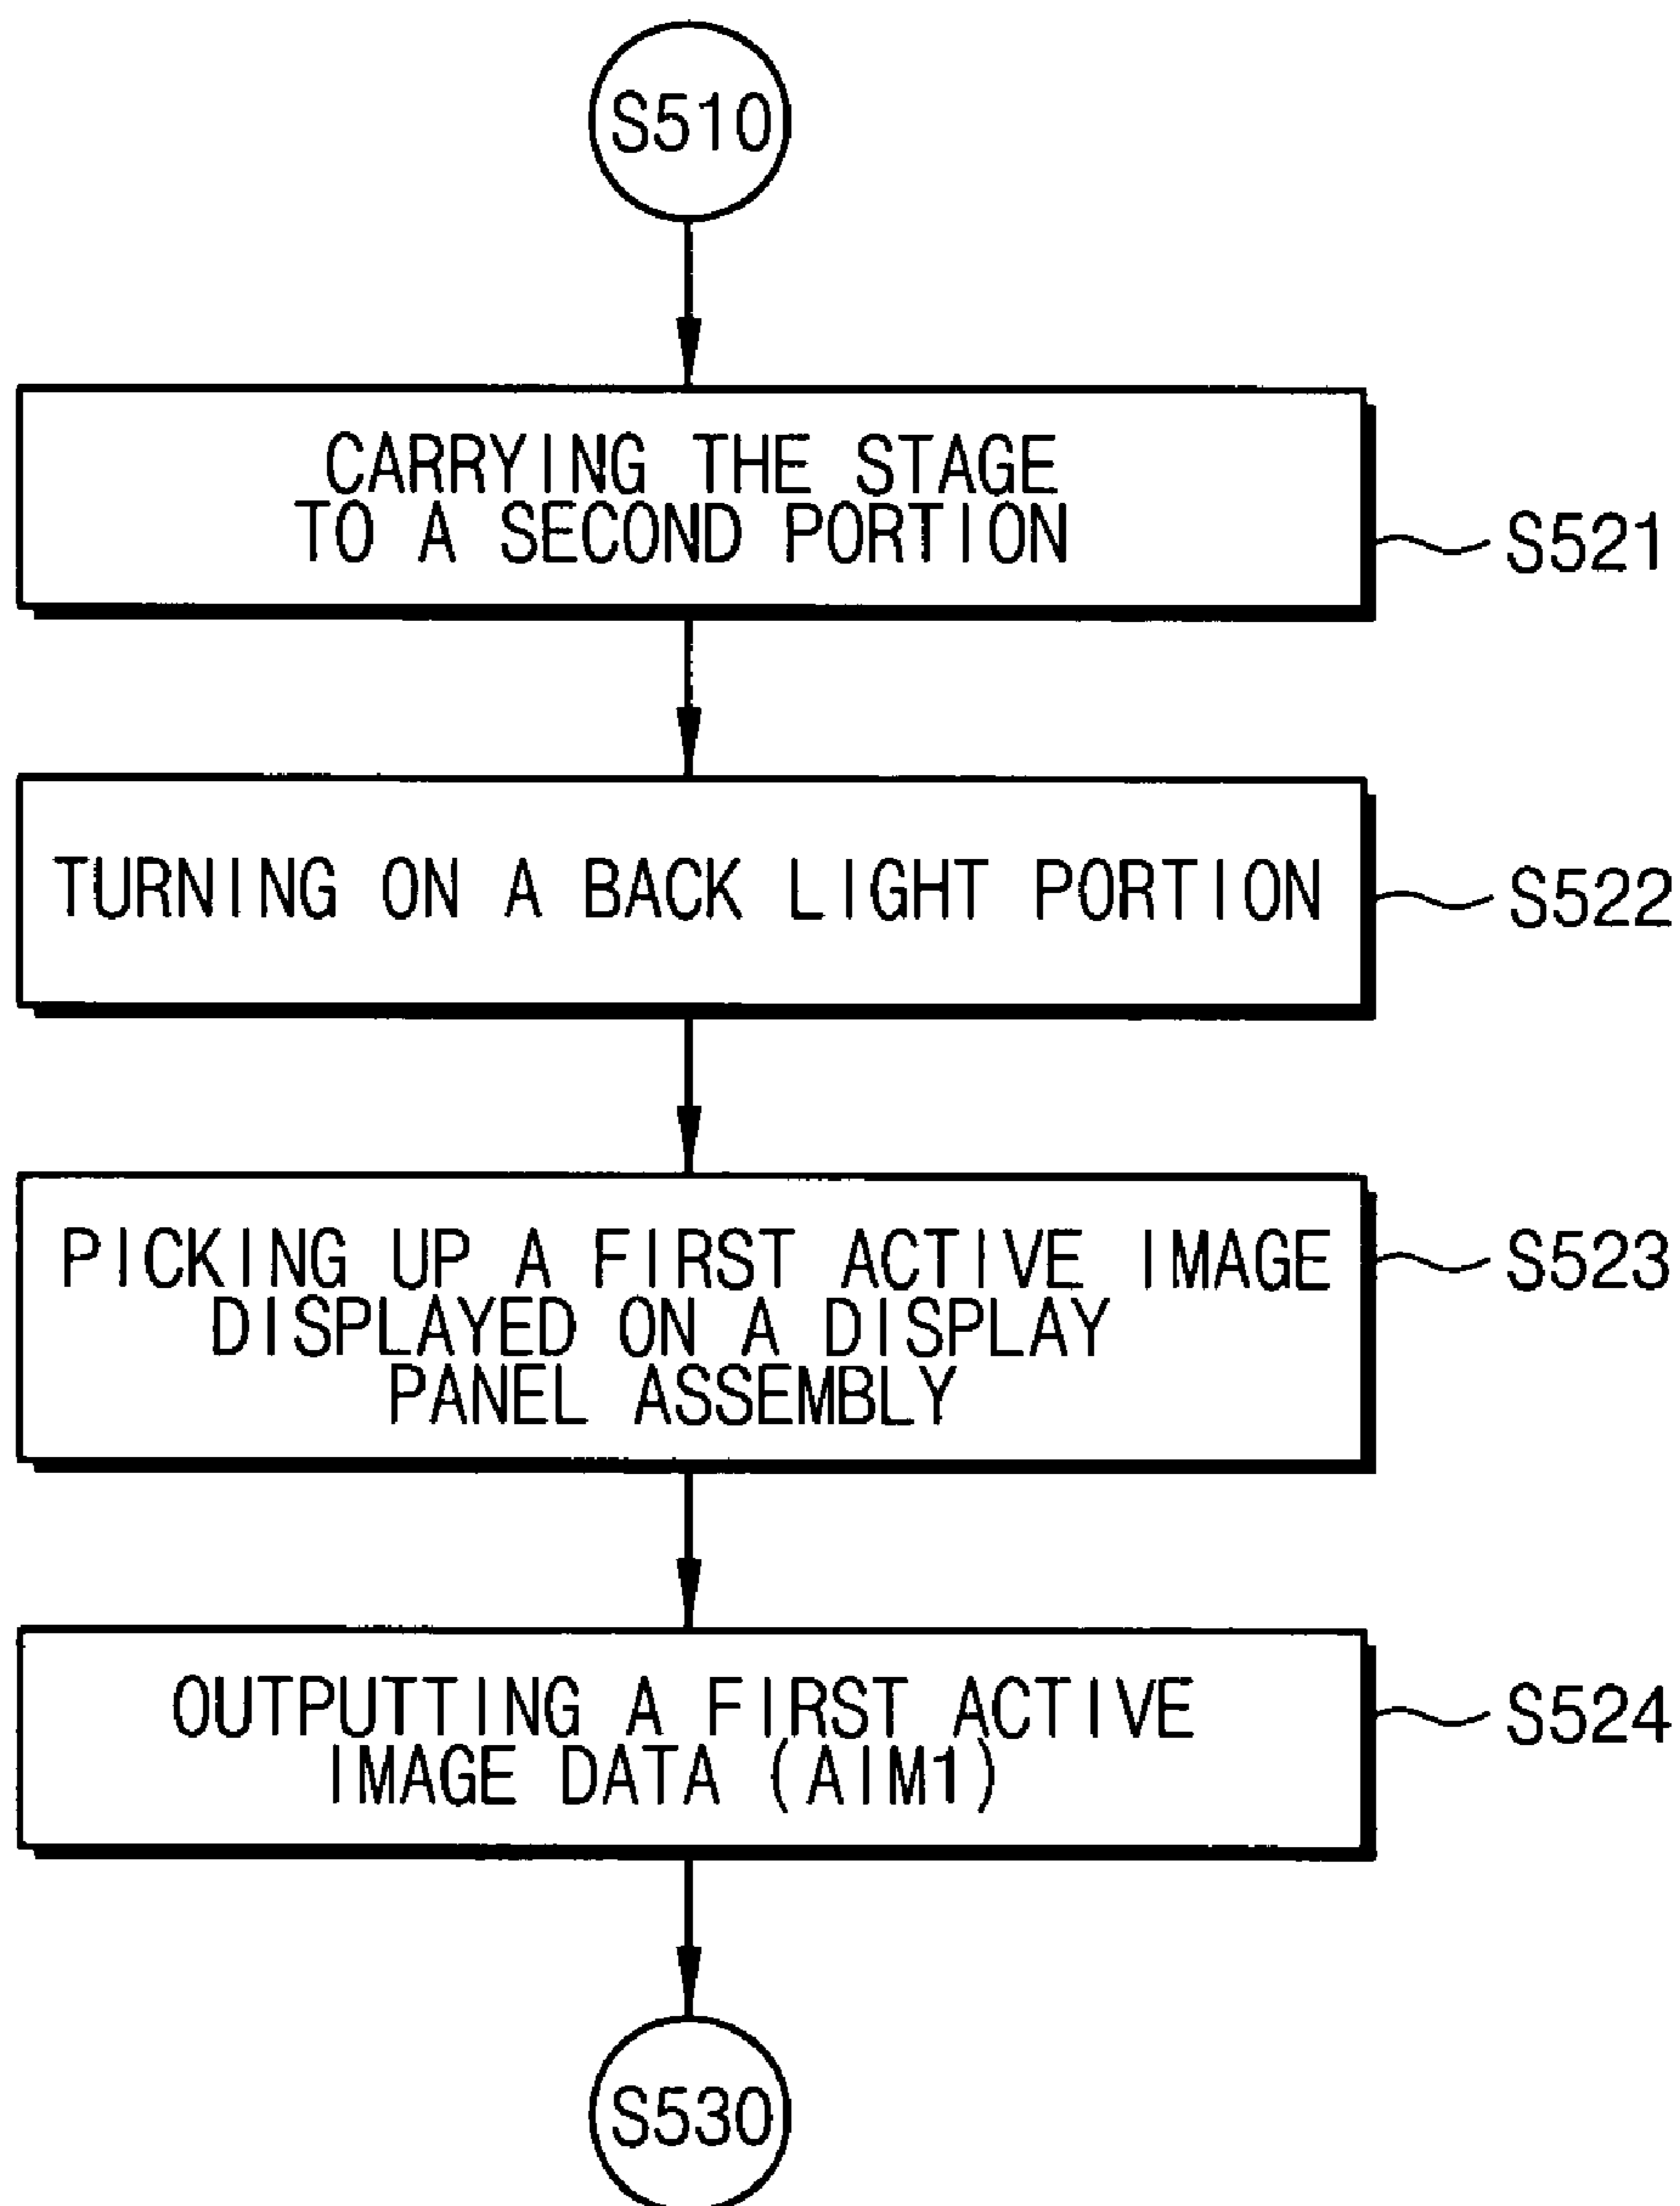 S510
CARRYING THE STAGE
TO A SECOND PORTION
S521
TURNING ON A BACK LIGHT PORTION
S522
PICKING UP A FIRST ACTIVE IMAGE
DISPLAYED ON A DISPLAY
PANEL ASSEMBLY
S523
OUTPUTTING A FIRST ACTIVE
IMAGE DATA (AIM1)
S524
S530